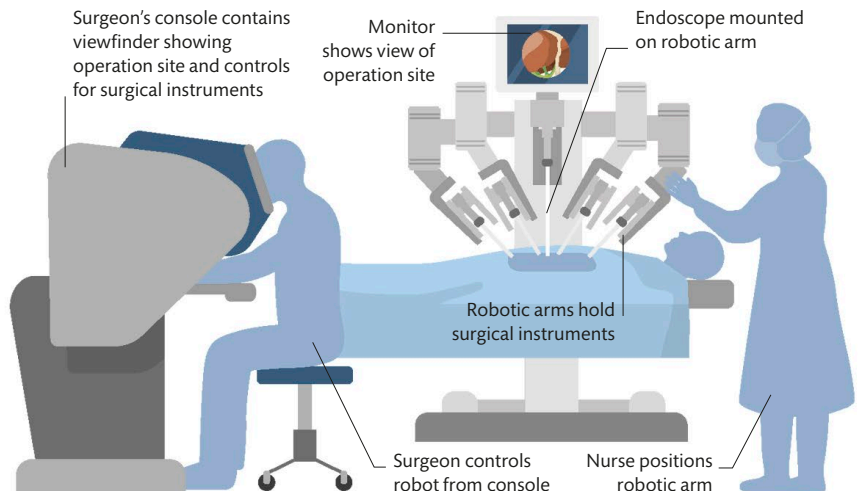 Surgeon's console contains
viewfinder showing
operation site and controls
for surgical instruments
Monitor
shows view of
operation site
Endoscope mounted
on robotic arm
Robotic arms hold
surgical instruments
Surgeon controls
robot from console
Nurse positions
robotic arm